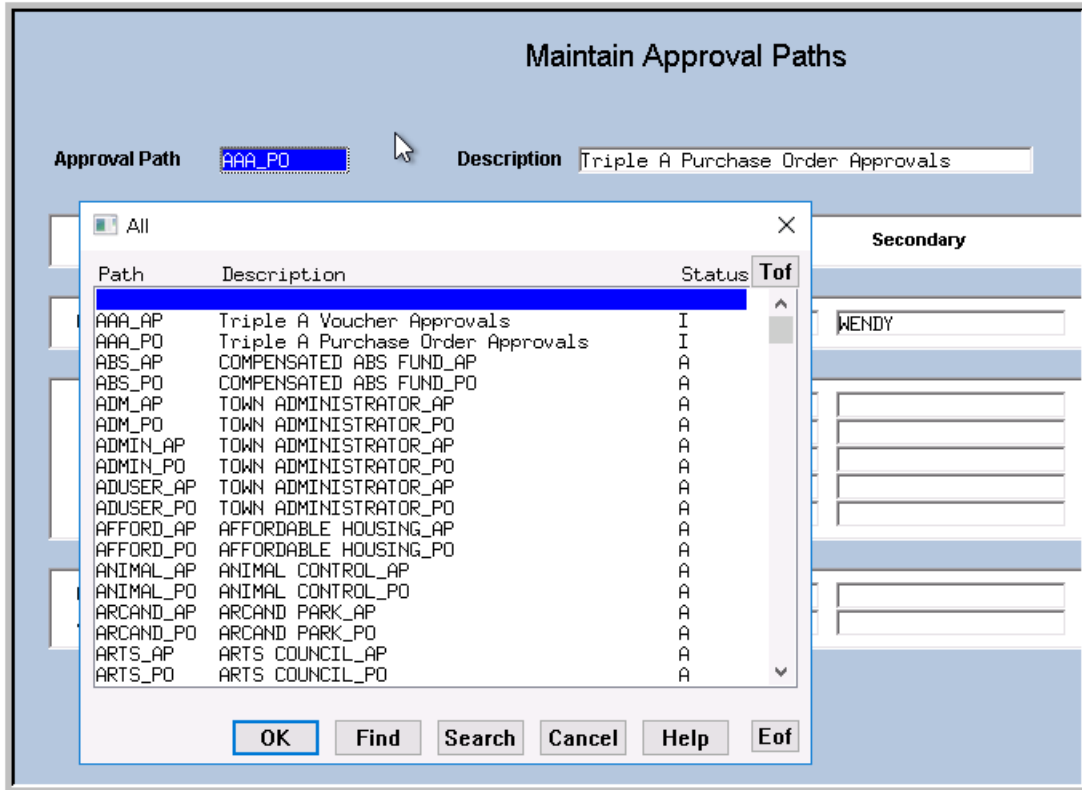 Maintain Approval Paths
Approval Path AAA_PO Description Triple A Purchase Order Approvals
All
Secondary
Path Description Status Tof
WENDY
AAA_AP Triple A Voucher Approvals I
AAA_PO Triple A Purchase Order Approvals I
ABS_AP COMPENSATED ABS FUND_AP A
ABS_PO COMPENSATED ABS FUND_PO A
ADM_AP TOWN ADMINISTRATOR_AP A
ADM_PO TOWN ADMINISTRATOR_PO A
ADMIN_AP TOWN ADMINISTRATOR_AP A
ADMIN_PO TOWN ADMINISTRATOR_PO A
ADUSER_AP TOWN ADMINISTRATOR_AP A
ADUSER_PO TOWN ADMINISTRATOR_PO A
AFFORD_AP AFFORDABLE HOUSING_AP A
AFFORD_PO AFFORDABLE HOUSING_PO A
ANIMAL_AP ANIMAL CONTROL_AP A
ANIMAL_PO ANIMAL CONTROL_PO A
ARCAND_AP ARCAND PARK_AP A
ARCAND_PO ARCAND PARK_PO A
ARTS_AP ARTS COUNCIL_AP A
ARTS_PO ARTS COUNCIL_PO A
OK Find Search Cancel Help Eof